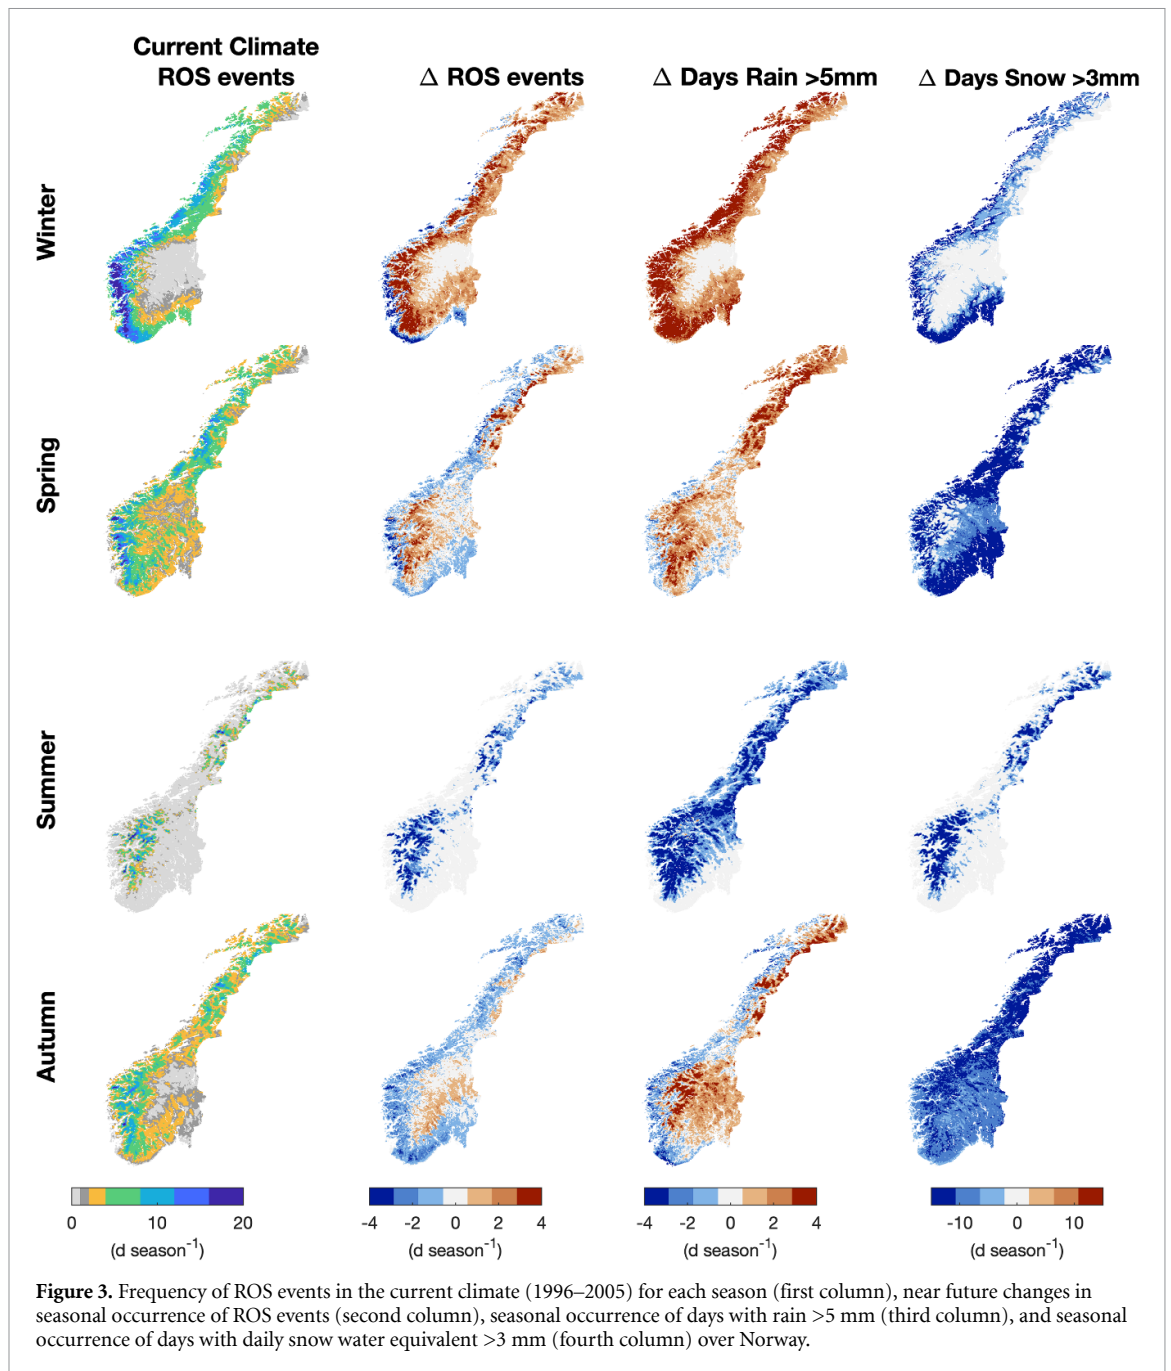 Current Climate
ROS events
Δ ROS events
Δ Days Rain >5mm
Δ Days Snow >3mm
Winter
Spring
Summer
Autumn
0 10 20
(d season⁻¹)
-4 -2 0 2 4
(d season⁻¹)
-4 -2 0 2 4
(d season⁻¹)
-10 0 10
(d season⁻¹)
Figure 3. Frequency of ROS events in the current climate (1996–2005) for each season (first column), near future changes in
seasonal occurrence of ROS events (second column), seasonal occurrence of days with rain >5 mm (third column), and seasonal
occurrence of days with daily snow water equivalent >3 mm (fourth column) over Norway.